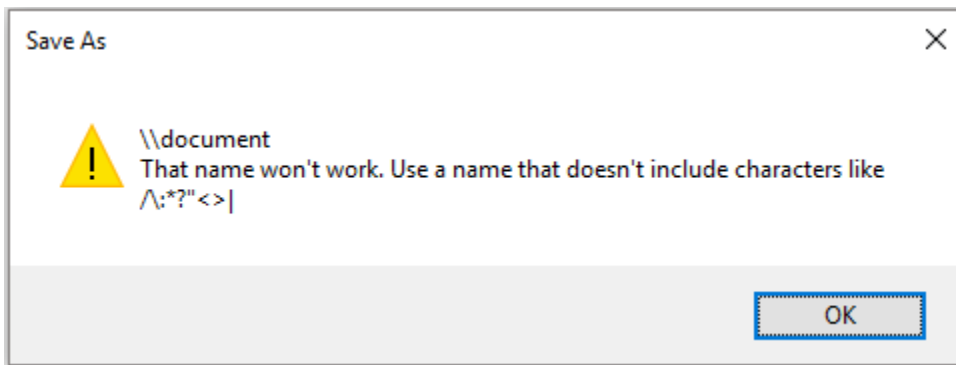 Save As
\\document
That name won't work. Use a name that doesn't include characters like
/\:*?"<>|
OK